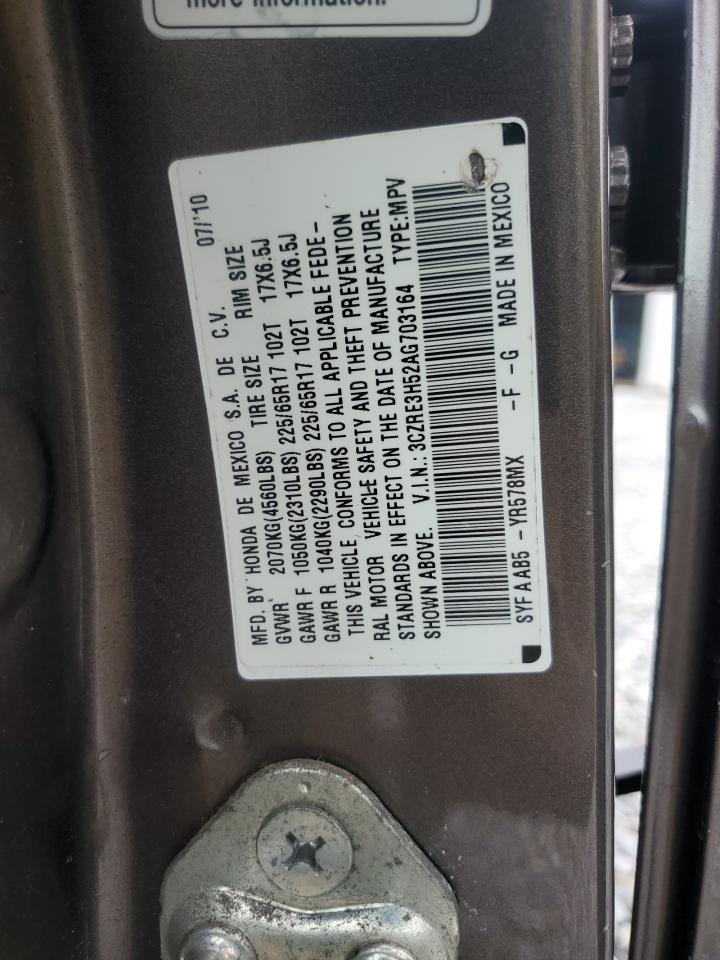 more information.
MFD. BY HONDA DE MEXICO S.A. DE C.V. 07/'10
GVWR 2070KG(4560LBS) TIRE SIZE RIM SIZE
GAWR F 1050KG(2310LBS) 225/65R17 102T 17X6.5J
GAWR R 1040KG(2290LBS) 225/65R17 102T 17X6.5J
THIS VEHICLE CONFORMS TO ALL APPLICABLE FEDE-
RAL MOTOR VEHICLE SAFETY AND THEFT PREVENTION
STANDARDS IN EFFECT ON THE DATE OF MANUFACTURE
SHOWN ABOVE. V.I.N.: 3CZRE3H52AG703164 TYPE:MPV
SYFAAB5 -YR578MX -F -G MADE IN MEXICO